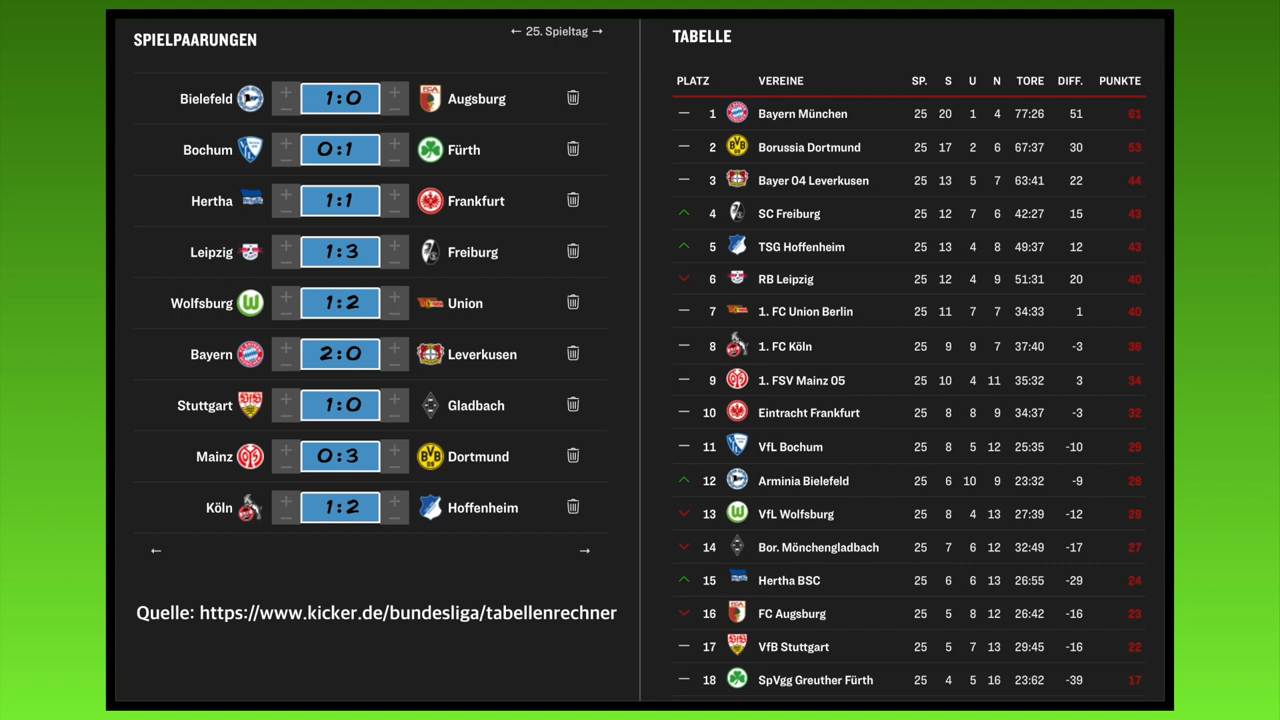 SPIELPAARUNGEN
← 25. Spieltag →
Bielefeld 1:0 Augsburg
Bochum 0:1 Fürth
Hertha 1:1 Frankfurt
Leipzig 1:3 Freiburg
Wolfsburg 1:2 Union
Bayern 2:0 Leverkusen
Stuttgart 1:0 Gladbach
Mainz 0:3 Dortmund
Köln 1:2 Hoffenheim
← →
Quelle: https://www.kicker.de/bundesliga/tabellenrechner
TABELLE
PLATZ VEREINE SP. S U N TORE DIFF. PUNKTE
1 Bayern München 25 20 1 4 77:26 51 61
2 Borussia Dortmund 25 17 2 6 67:37 30 53
3 Bayer 04 Leverkusen 25 13 5 7 63:41 22 44
4 SC Freiburg 25 12 7 6 42:27 15 43
5 TSG Hoffenheim 25 13 4 8 49:37 12 43
6 RB Leipzig 25 12 4 9 51:31 20 40
7 1. FC Union Berlin 25 11 7 7 34:33 1 40
8 1. FC Köln 25 9 9 7 37:40 -3 36
9 1. FSV Mainz 05 25 10 4 11 35:32 3 34
10 Eintracht Frankfurt 25 8 8 9 34:37 -3 32
11 VfL Bochum 25 8 5 12 25:35 -10 29
12 Arminia Bielefeld 25 6 10 9 23:32 -9 28
13 VfL Wolfsburg 25 8 4 13 27:39 -12 28
14 Bor. Mönchengladbach 25 7 6 12 32:49 -17 27
15 Hertha BSC 25 6 6 13 26:55 -29 24
16 FC Augsburg 25 5 8 12 26:42 -16 23
17 VfB Stuttgart 25 5 7 13 29:45 -16 22
18 SpVgg Greuther Fürth 25 4 5 16 23:62 -39 17